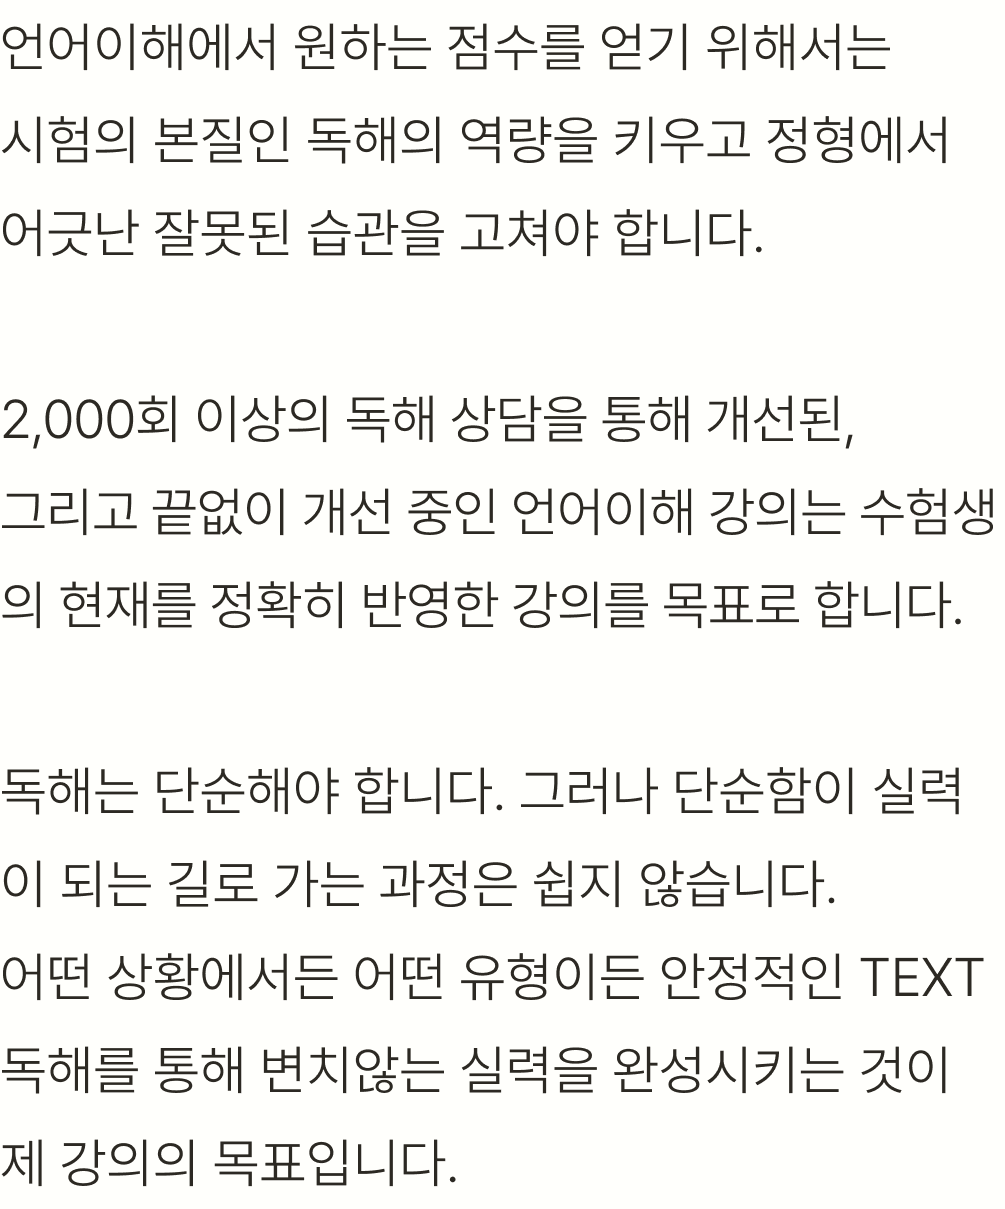 언어이해에서 원하는 점수를 얻기 위해서는
시험의 본질인 독해의 역량을 키우고 정형에서
어긋난 잘못된 습관을 고쳐야 합니다.
2,000회 이상의 독해 상담을 통해 개선된,
그리고 끝없이 개선 중인 언어이해 강의는 수험생
의 현재를 정확히 반영한 강의를 목표로 합니다.
독해는 단순해야 합니다. 그러나 단순함이 실력
이 되는 길로 가는 과정은 쉽지 않습니다.
어떤 상황에서든 어떤 유형이든 안정적인 TEXT
독해를 통해 변치않는 실력을 완성시키는 것이
제 강의의 목표입니다.